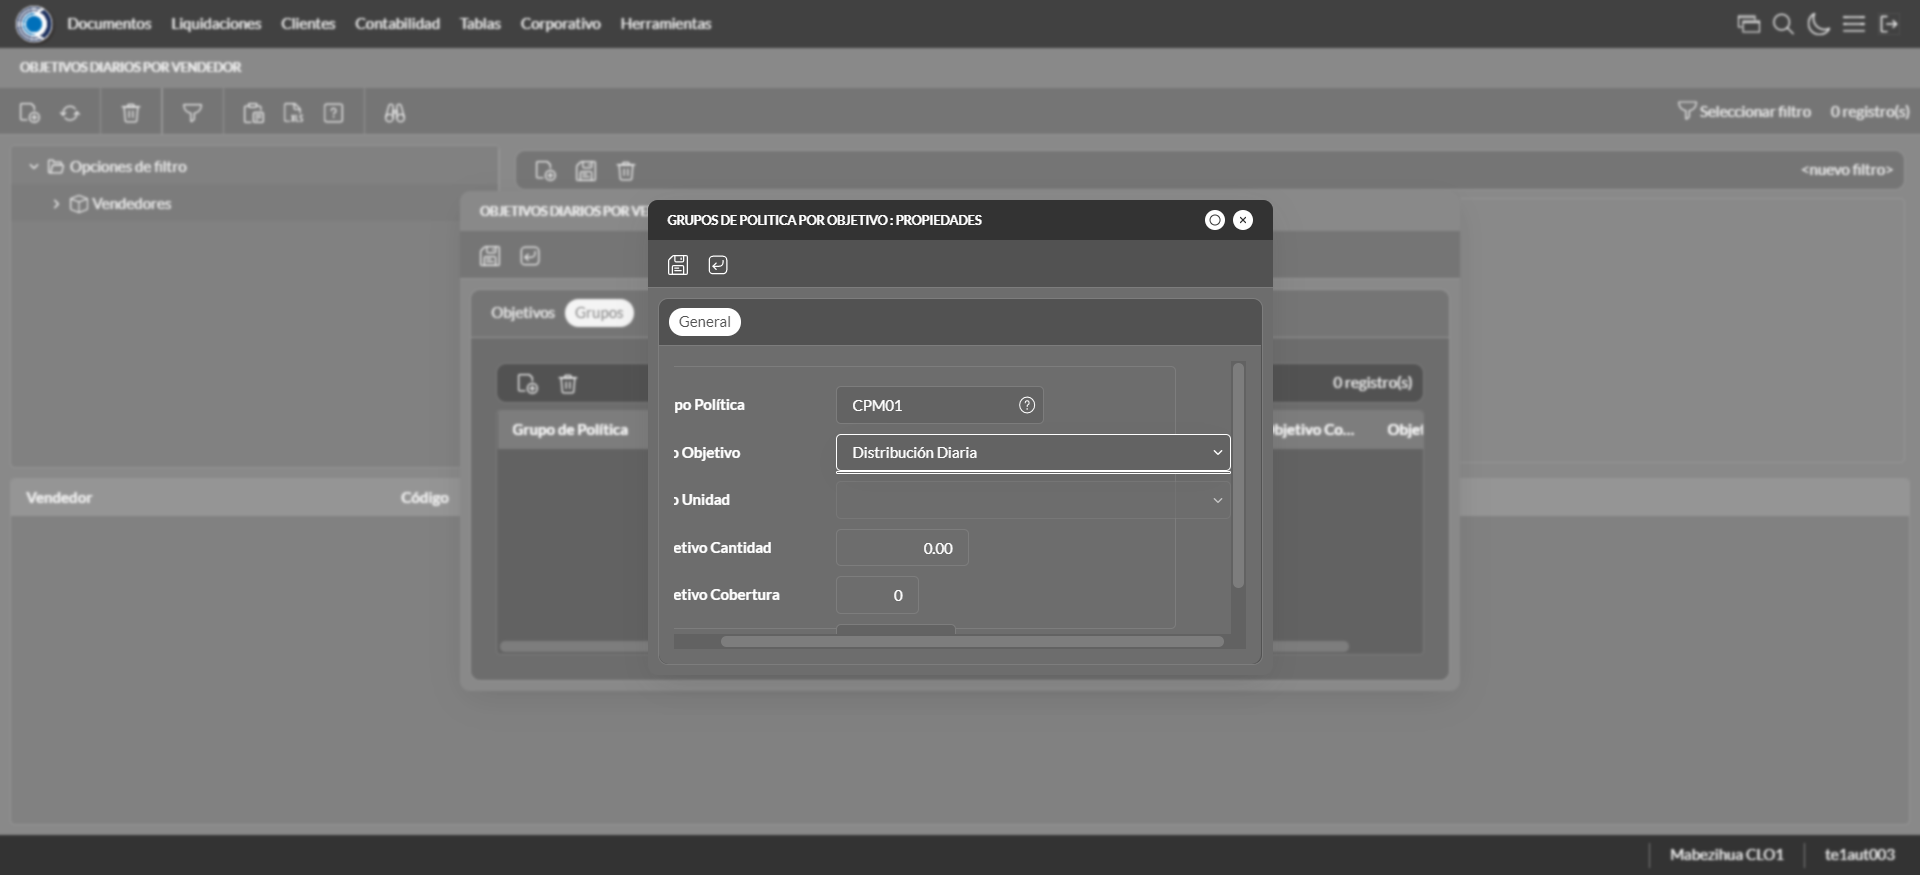 Documentos Liquidaciones Clientes Contabilidad Tablas Corporativo Herramientas
OBJETIVOS DIARIOS POR VENDEDOR
Seleccionar filtro 0 registro(s)
Opciones de filtro
<nuevo filtro>
Vendedores
OBJETIVOS DIARIOS POR VE
GRUPOS DE POLITICA POR OBJETIVO : PROPIEDADES
Objetivos Grupos
General
0 registro(s)
po Política CPM01
Grupo de Política
bjetivo Co... Objet
o Objetivo Distribución Diaria
Vendedor Código
o Unidad
etivo Cantidad 0.00
etivo Cobertura 0
Mabezihua CLO1 te1aut003